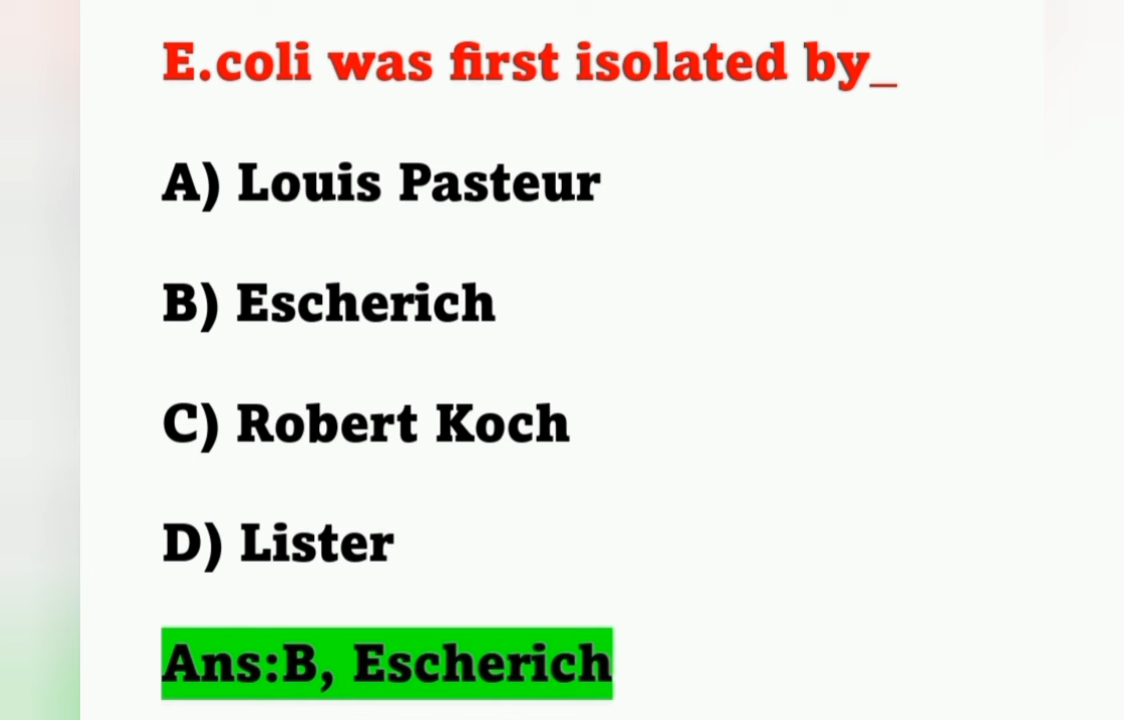 E.coli was first isolated by_
A) Louis Pasteur
B) Escherich
C) Robert Koch
D) Lister
Ans:B, Escherich